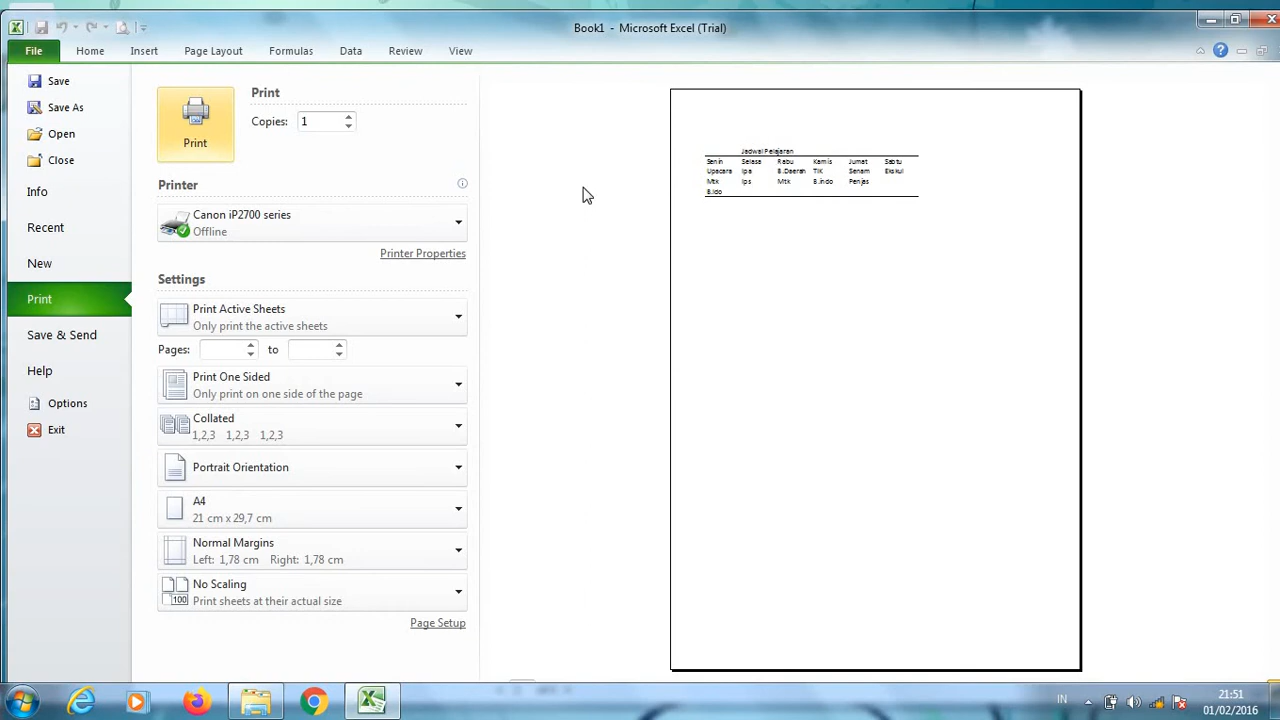 Book1 - Microsoft Excel (Trial)
File Home Insert Page Layout Formulas Data Review View
Save
Save As
Open
Close
Info
Recent
New
Print
Save & Send
Help
Options
Exit
Print
Print
Copies: 1
Printer
Canon iP2700 series
Offline
Printer Properties
Settings
Print Active Sheets
Only print the active sheets
Pages: to
Print One Sided
Only print on one side of the page
Collated
1,2,3 1,2,3 1,2,3
Portrait Orientation
A4
21 cm x 29,7 cm
Normal Margins
Left: 1,78 cm Right: 1,78 cm
No Scaling
100
Print sheets at their actual size
Page Setup
Jadwal Pelajaran
Senin Selasa Rabu Kamis Jumat Sabtu
Upacara Ipa B.Daerah TIK Senam Ekskul
Mtk Ips Mtk B.indo Penjas
B.Ido
IN
21:51
01/02/2016